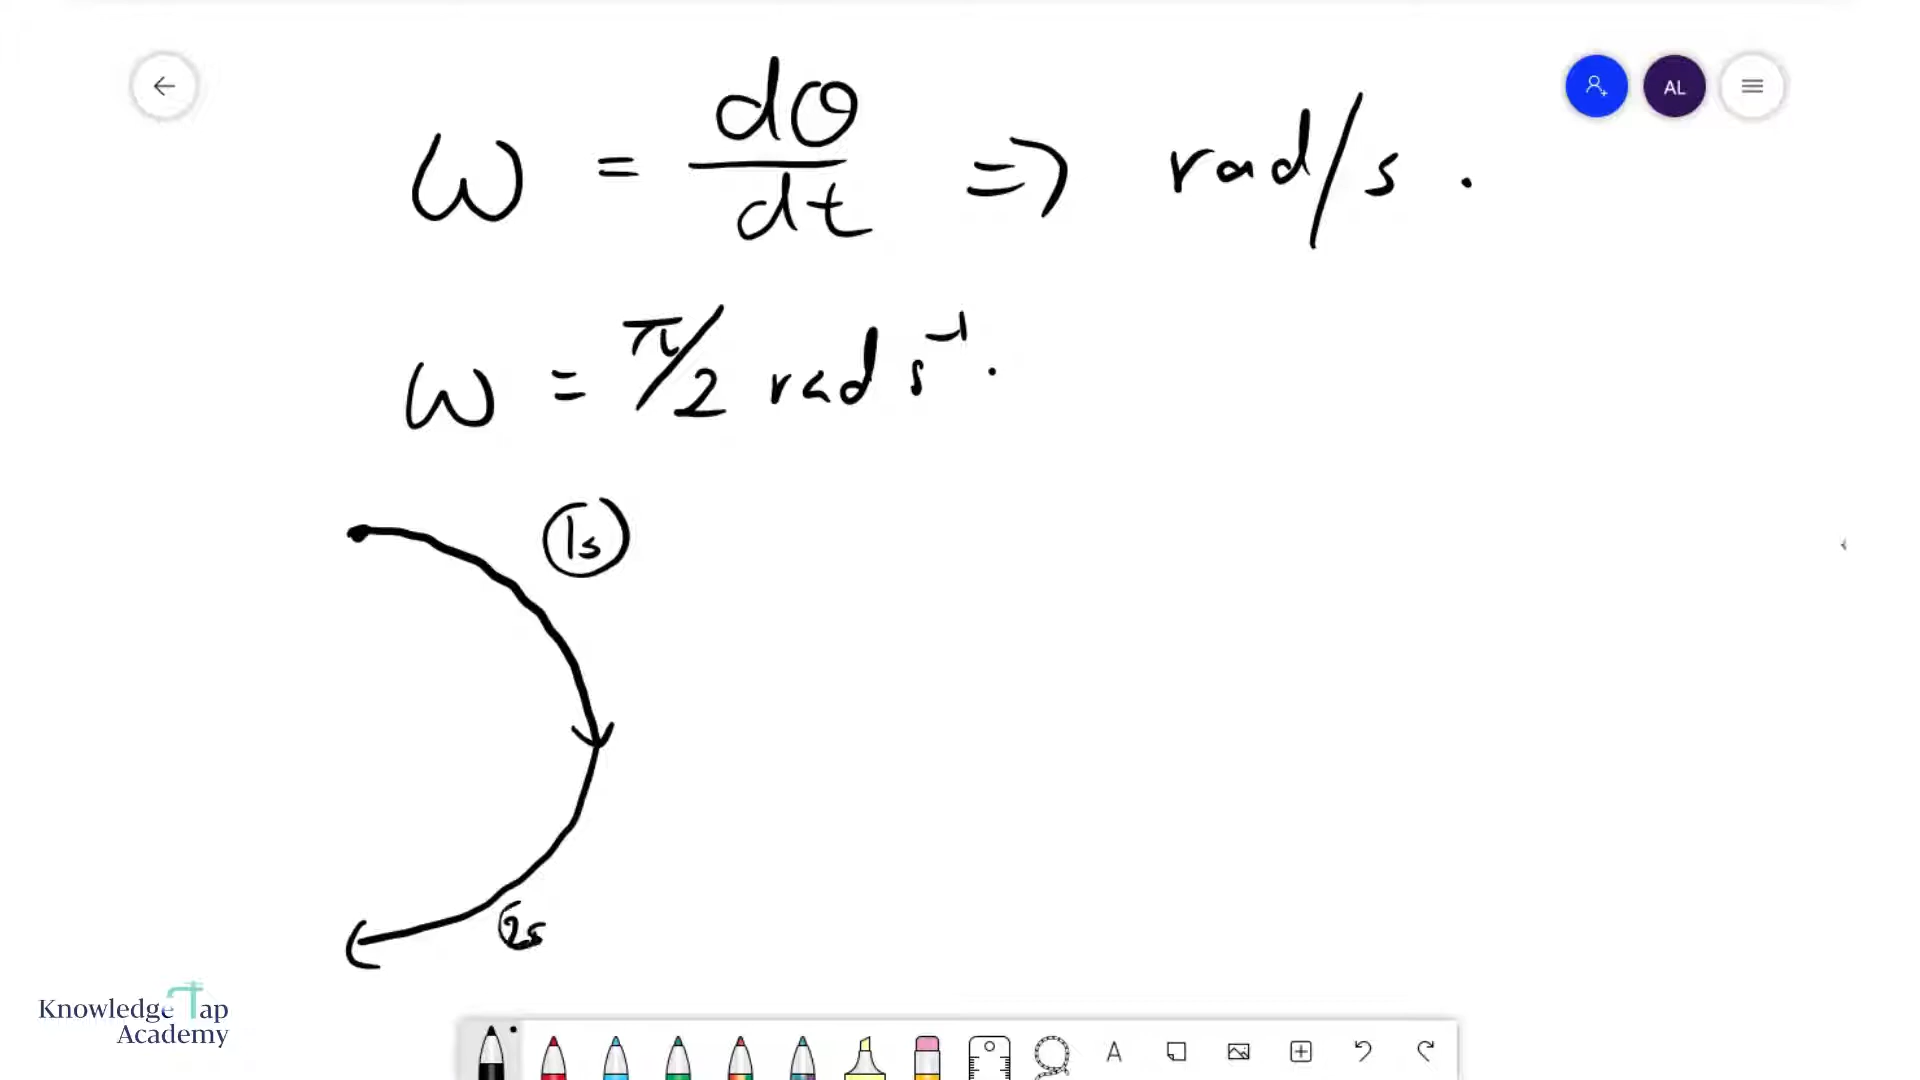 AL
ω = dθ/dt ⇒ rad/s .
ω = π/2 rad s⁻¹ .
1s
2s
Knowledge Tap
Academy
A